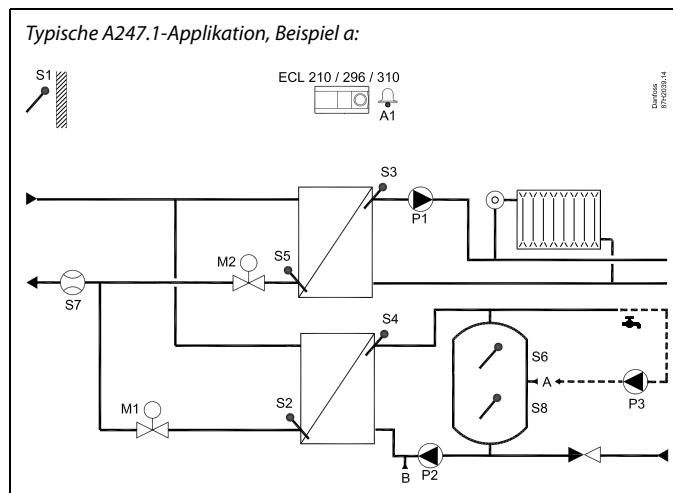 Typische A247.1-Applikation, Beispiel a:
S1
ECL 210 / 296 / 310
A1
Danfoss
87H2039.14
S3
P1
S5
M2
S7
S4
S6
A
S8
P3
S2
M1
B
P2